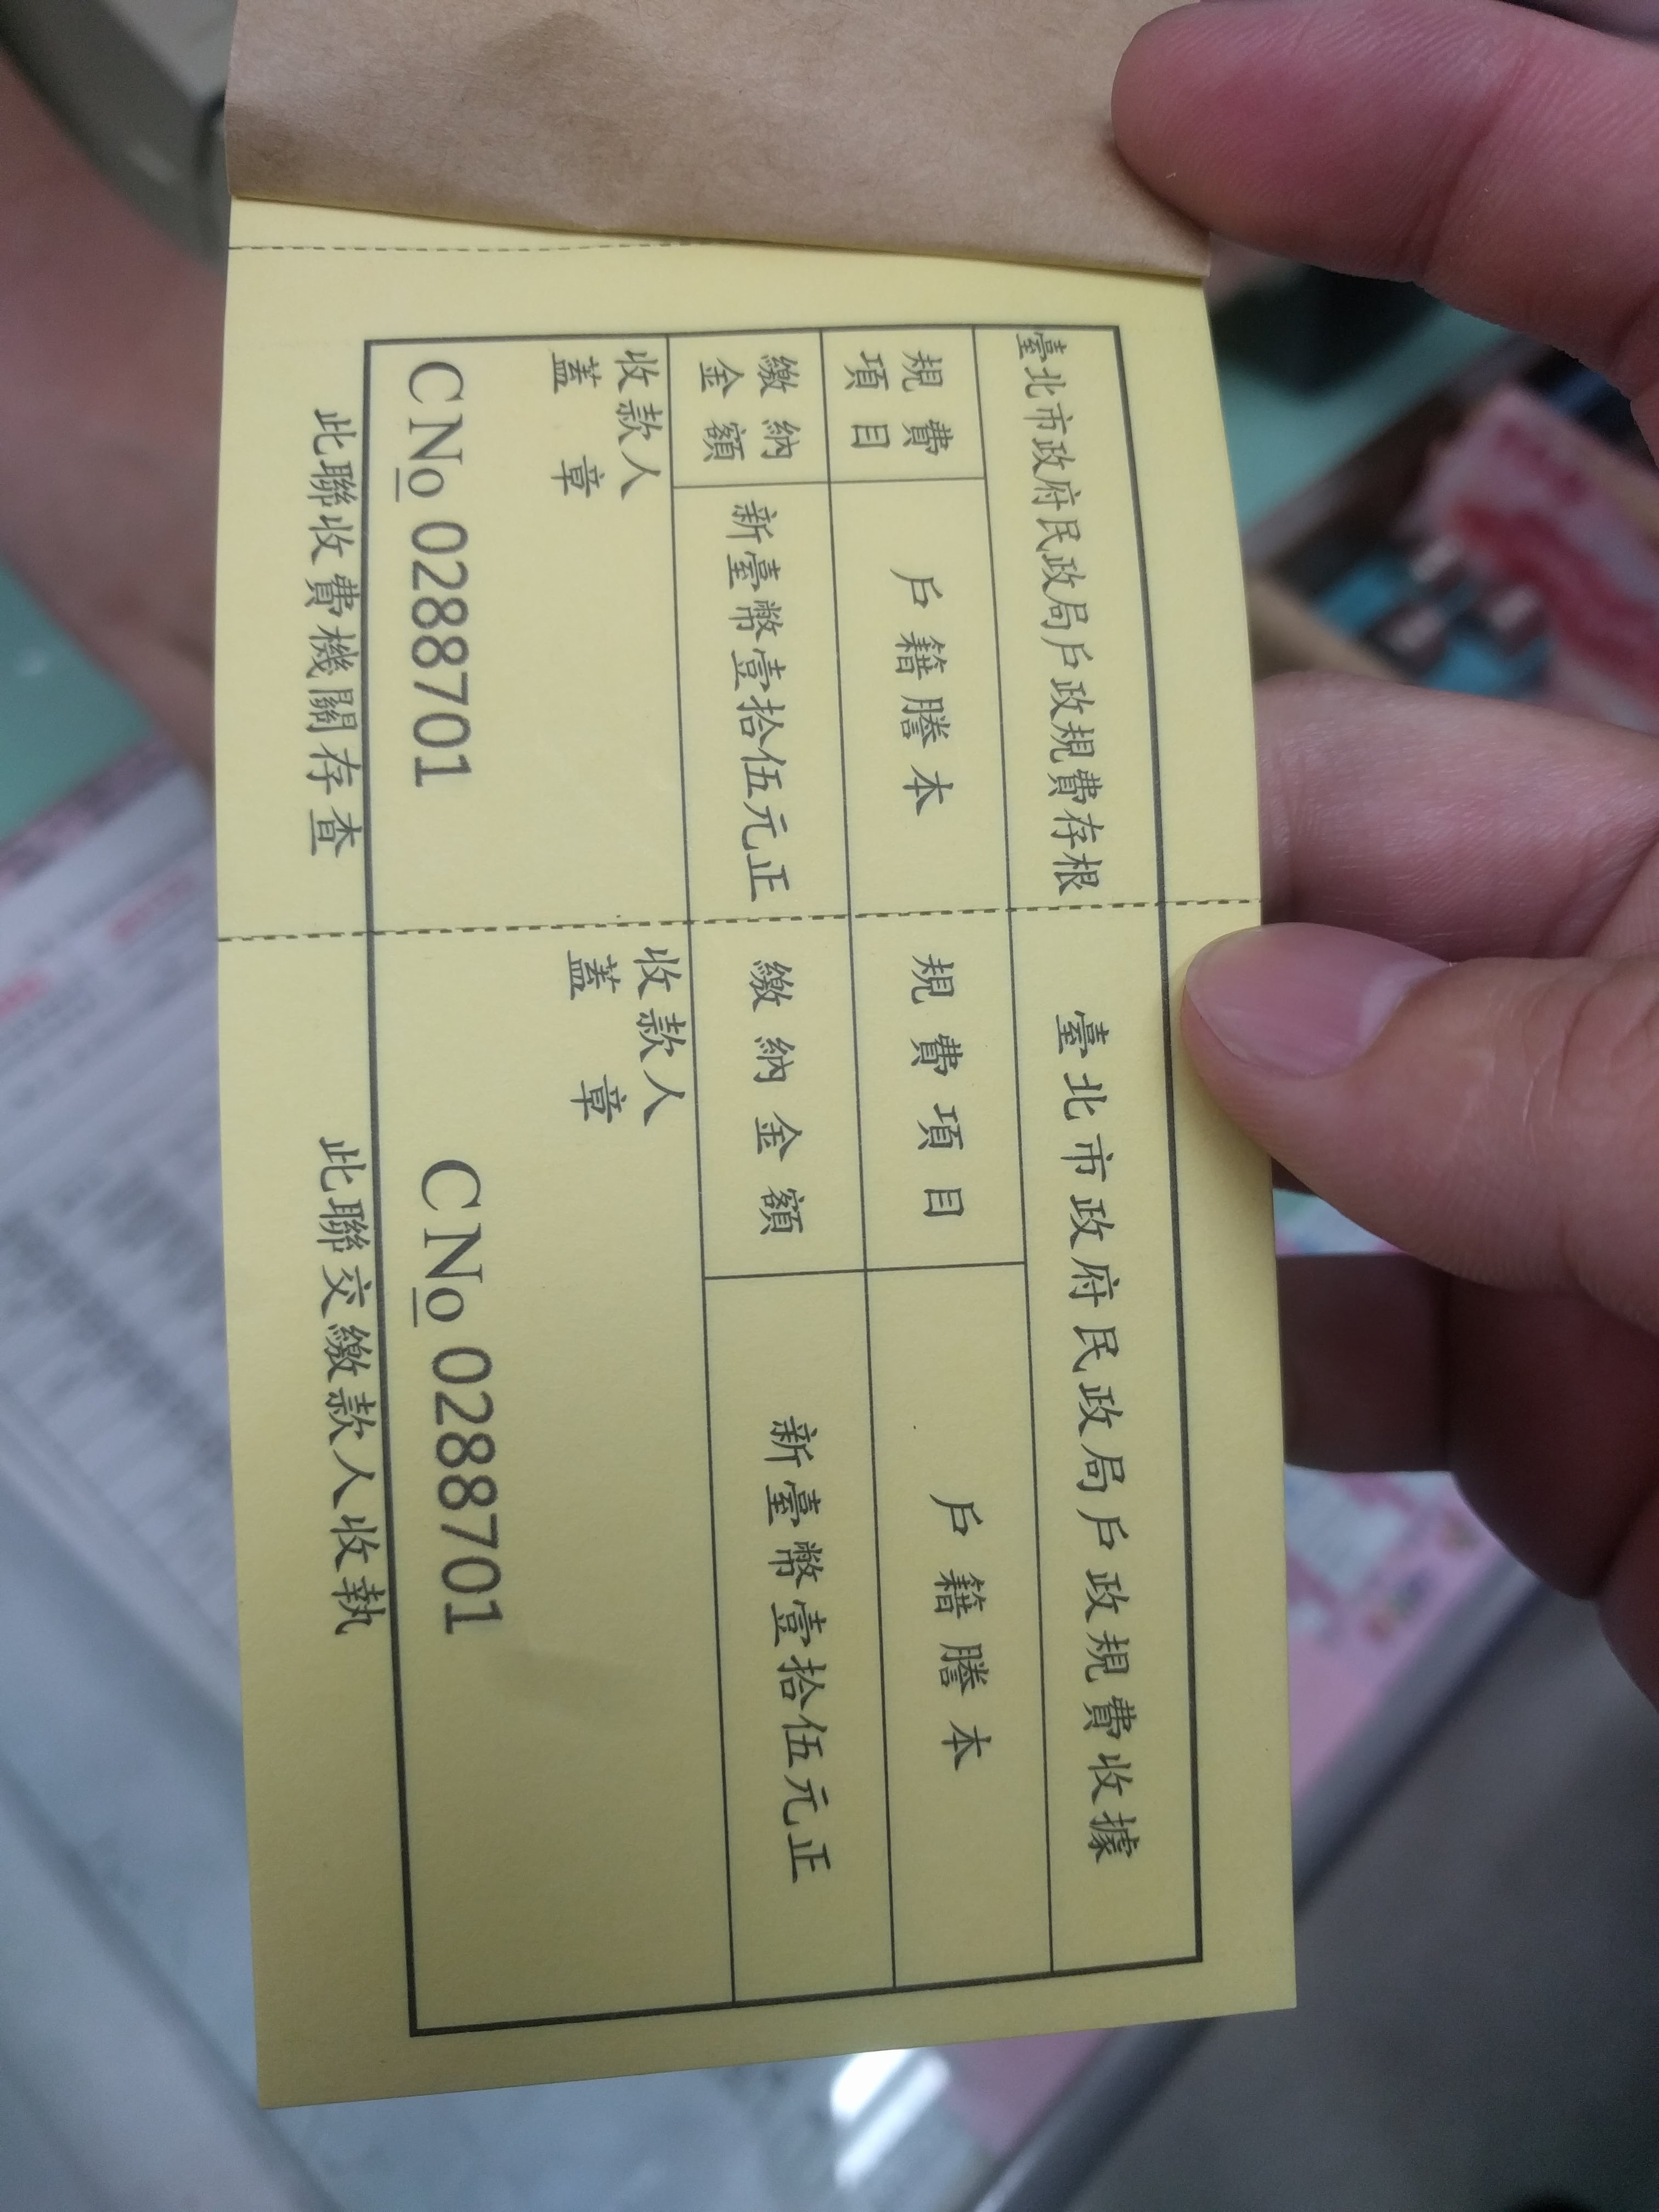 臺北市政府民政局戶政規費存根
規費項目
戶籍謄本
繳納金額
新臺幣壹拾伍元正
收款人
蓋章
CNo 0288701
此聯收費機關存查
臺北市政府民政局戶政規費收據
規費項目
戶籍謄本
繳納金額
新臺幣壹拾伍元正
收款人
蓋章
CNo 0288701
此聯交繳款人收執